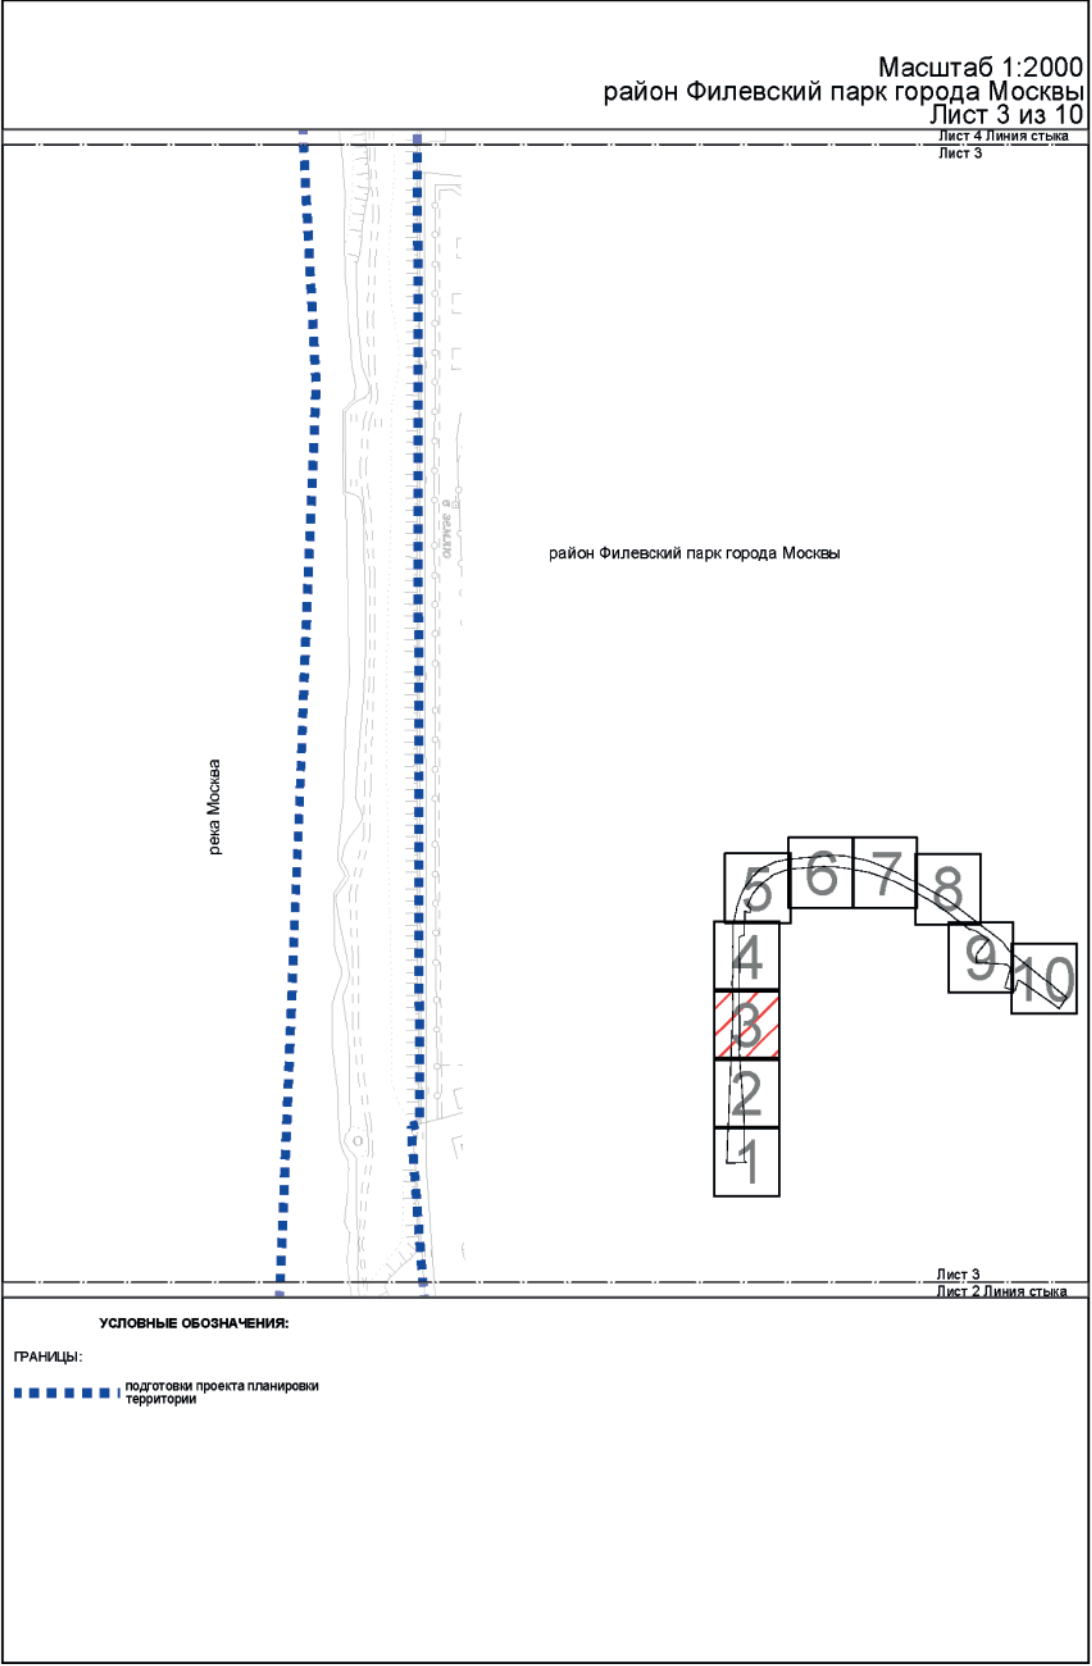 Масштаб 1:2000
район Филевский парк города Москвы
Лист 3 из 10
Лист 4 Линия стыка
Лист 3
район Филевский парк города Москвы
река Москва
5
6
7
8
4
9
10
3
2
1
Лист 3
Лист 2 Линия стыка
УСЛОВНЫЕ ОБОЗНАЧЕНИЯ:
ГРАНИЦЫ:
подготовки проекта планировки
территории